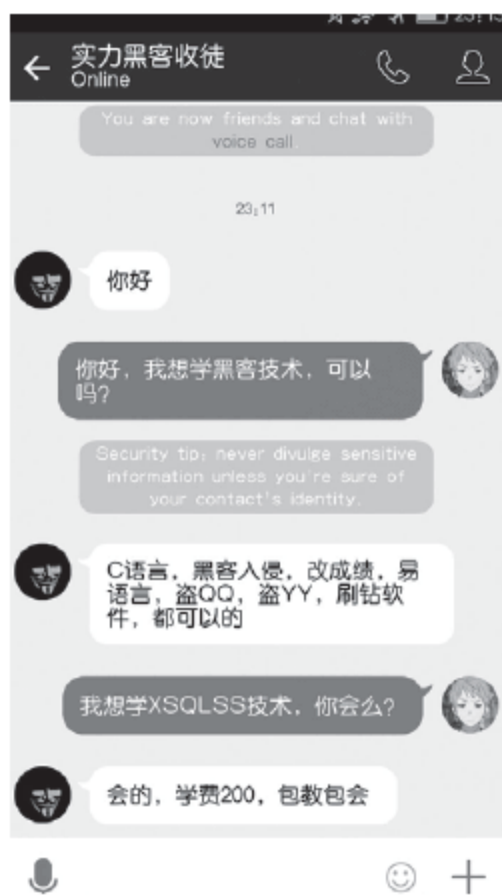 实力黑客收徒
Online
You are now friends and chat with
voice call.
23:11
你好
你好，我想学黑客技术，可以
吗？
Security tip: never divulge sensitive
information unless you're sure of
your contact's identity.
C语言，黑客入侵，改成绩，易
语言，盗QQ，盗YY，刷钻软
件，都可以的
我想学XSQLSS技术，你会么？
会的，学费200，包教包会